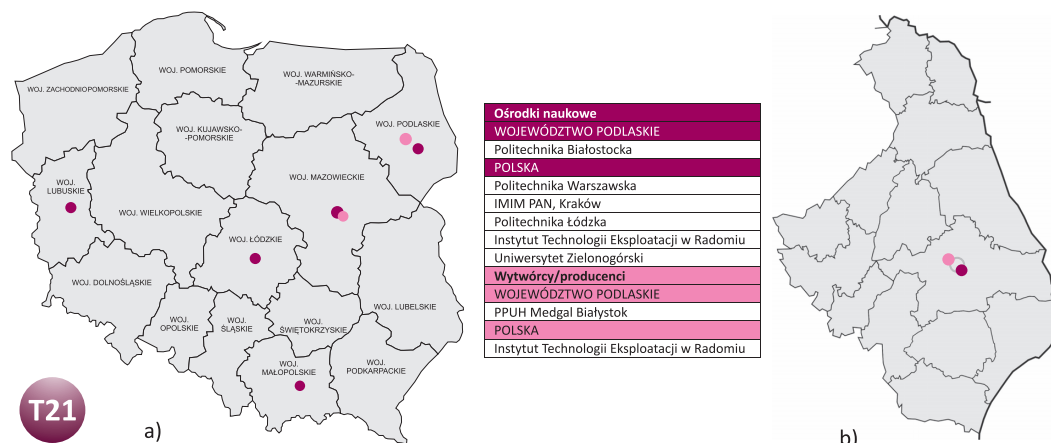 WOJ. POMORSKIE
WOJ. WARMIŃSKO-
-MAZURSKIE
WOJ. ZACHODNIOPOMORSKIE
WOJ. KUJAWSKO-
-POMORSKIE
WOJ. PODLASKIE
WOJ.
LUBUSKIE
WOJ. MAZOWIECKIE
WOJ. WIELKOPOLSKIE
WOJ. ŁÓDZKIE
WOJ. DOLNOŚLĄSKIE
WOJ. LUBELSKIE
WOJ.
OPOLSKIE
WOJ.
ŚLĄSKIE
WOJ.
ŚWIĘTOKRZYSKIE
WOJ.
MAŁOPOLSKIE
WOJ.
PODKARPACKIE
T21
a)
Ośrodki naukowe
WOJEWÓDZTWO PODLASKIE
Politechnika Białostocka
POLSKA
Politechnika Warszawska
IMIM PAN, Kraków
Politechnika Łódzka
Instytut Technologii Eksploatacji w Radomiu
Uniwersytet Zielonogórski
Wytwórcy/producenci
WOJEWÓDZTWO PODLASKIE
PPUH Medgal Białystok
POLSKA
Instytut Technologii Eksploatacji w Radomiu
b)